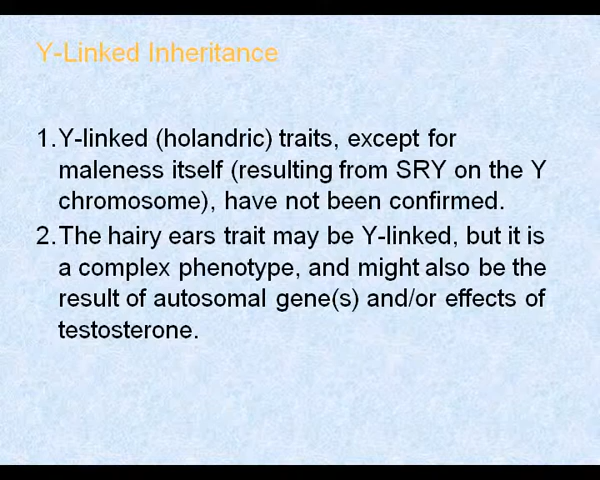 Y-Linked Inheritance
1.Y-linked (holandric) traits, except for
maleness itself (resulting from SRY on the Y
chromosome), have not been confirmed.
2.The hairy ears trait may be Y-linked, but it is
a complex phenotype, and might also be the
result of autosomal gene(s) and/or effects of
testosterone.